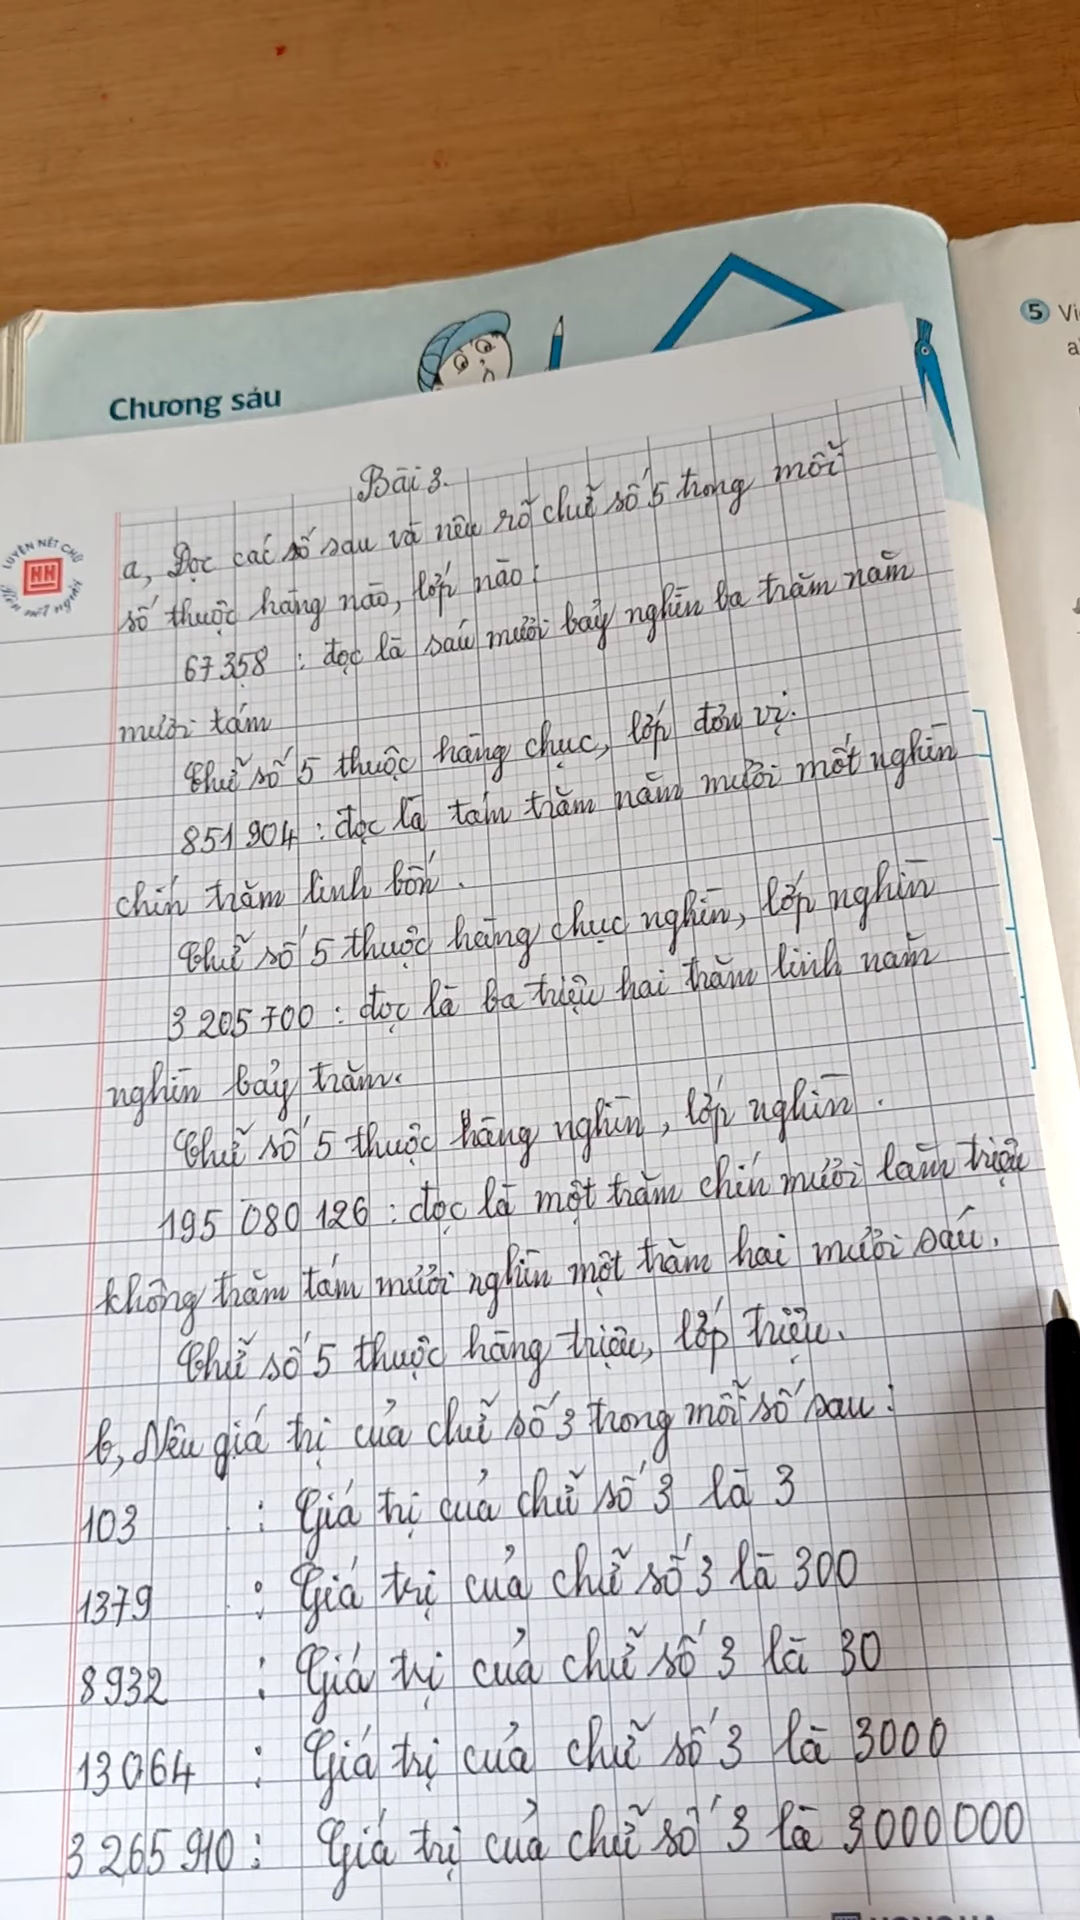 Chương sáu
5 Vi
a
LUYỆN NÉT CHỮ
HH
Rèn nết người
Bài 3.
a, Đọc các số sau và nêu rõ chữ số 5 trong mỗi
số thuộc hàng nào, lớp nào:
67 358 : đọc là sáu mươi bảy nghìn ba trăm năm
mươi tám
Chữ số 5 thuộc hàng chục, lớp đơn vị.
851 904 : đọc là tám trăm năm mươi mốt nghìn
chín trăm linh bốn.
Chữ số 5 thuộc hàng chục nghìn, lớp nghìn
3 205 700 : đọc là ba triệu hai trăm linh năm
nghìn bảy trăm.
Chữ số 5 thuộc hàng nghìn, lớp nghìn.
195 080 126 : đọc là một trăm chín mươi lăm triệu
không trăm tám mươi nghìn một trăm hai mươi sáu.
Chữ số 5 thuộc hàng triệu, lớp triệu.
b, Nêu giá trị của chữ số 3 trong mỗi số sau:
103 : Giá trị của chữ số 3 là 3
1379 : Giá trị của chữ số 3 là 300
8932 : Giá trị của chữ số 3 là 30
13 064 : Giá trị của chữ số 3 là 3000
3 265 910 : Giá trị của chữ số 3 là 3 000 000